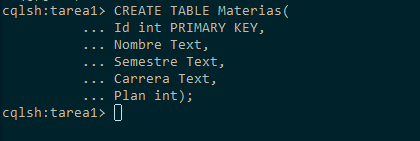 cqlsh:tarea1> CREATE TABLE Materias(
          ... Id int PRIMARY KEY,
          ... Nombre Text,
          ... Semestre Text,
          ... Carrera Text,
          ... Plan int);
cqlsh:tarea1>